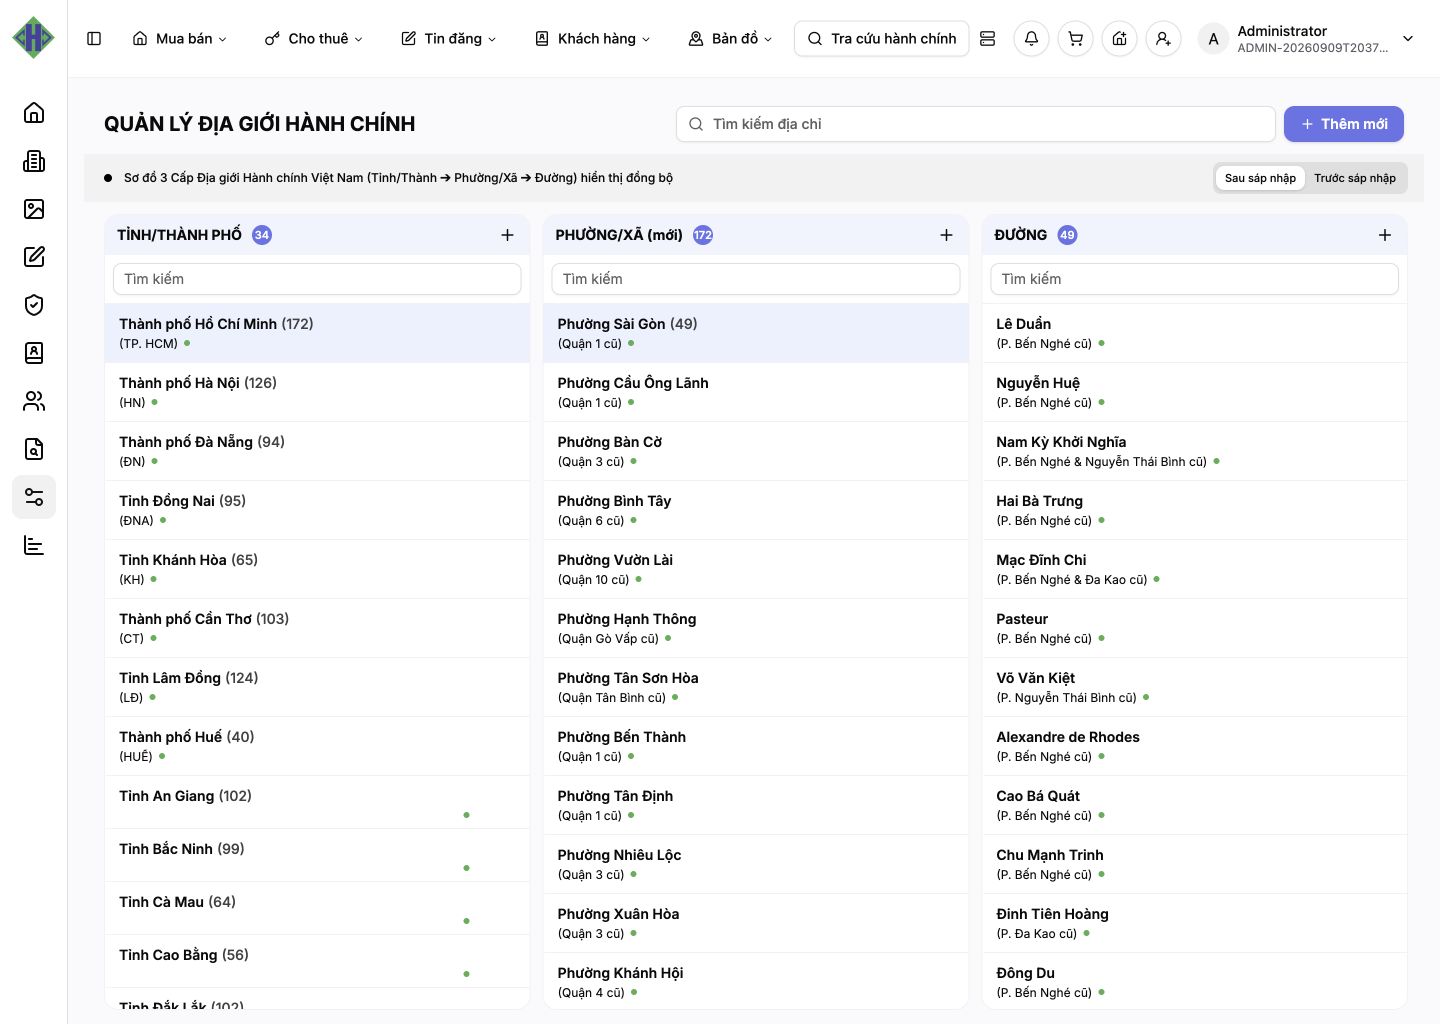 Mua bán
Cho thuê
Tin đăng
Khách hàng
Bản đồ
Tra cứu hành chính
A
Administrator
ADMIN-20260909T2037...
QUẢN LÝ ĐỊA GIỚI HÀNH CHÍNH
Tìm kiếm địa chỉ
+ Thêm mới
Sơ đồ 3 Cấp Địa giới Hành chính Việt Nam (Tỉnh/Thành ➔ Phường/Xã ➔ Đường) hiển thị đồng bộ
Sau sáp nhập
Trước sáp nhập
TỈNH/THÀNH PHỐ 34
Tìm kiếm
Thành phố Hồ Chí Minh (172)
(TP. HCM)
Thành phố Hà Nội (126)
(HN)
Thành phố Đà Nẵng (94)
(ĐN)
Tỉnh Đồng Nai (95)
(ĐNA)
Tỉnh Khánh Hòa (65)
(KH)
Thành phố Cần Thơ (103)
(CT)
Tỉnh Lâm Đồng (124)
(LĐ)
Thành phố Huế (40)
(HUẾ)
Tỉnh An Giang (102)
Tỉnh Bắc Ninh (99)
Tỉnh Cà Mau (64)
Tỉnh Cao Bằng (56)
Tỉnh Đắk Lắk (102)
PHƯỜNG/XÃ (mới) 172
Tìm kiếm
Phường Sài Gòn (49)
(Quận 1 cũ)
Phường Cầu Ông Lãnh
(Quận 1 cũ)
Phường Bàn Cờ
(Quận 3 cũ)
Phường Bình Tây
(Quận 6 cũ)
Phường Vườn Lài
(Quận 10 cũ)
Phường Hạnh Thông
(Quận Gò Vấp cũ)
Phường Tân Sơn Hòa
(Quận Tân Bình cũ)
Phường Bến Thành
(Quận 1 cũ)
Phường Tân Định
(Quận 1 cũ)
Phường Nhiêu Lộc
(Quận 3 cũ)
Phường Xuân Hòa
(Quận 3 cũ)
Phường Khánh Hội
(Quận 4 cũ)
ĐƯỜNG 49
Tìm kiếm
Lê Duẩn
(P. Bến Nghé cũ)
Nguyễn Huệ
(P. Bến Nghé cũ)
Nam Kỳ Khởi Nghĩa
(P. Bến Nghé & Nguyễn Thái Bình cũ)
Hai Bà Trưng
(P. Bến Nghé cũ)
Mạc Đĩnh Chi
(P. Bến Nghé & Đa Kao cũ)
Pasteur
(P. Bến Nghé cũ)
Võ Văn Kiệt
(P. Nguyễn Thái Bình cũ)
Alexandre de Rhodes
(P. Bến Nghé cũ)
Cao Bá Quát
(P. Bến Nghé cũ)
Chu Mạnh Trinh
(P. Bến Nghé cũ)
Đinh Tiên Hoàng
(P. Đa Kao cũ)
Đông Du
(P. Bến Nghé cũ)